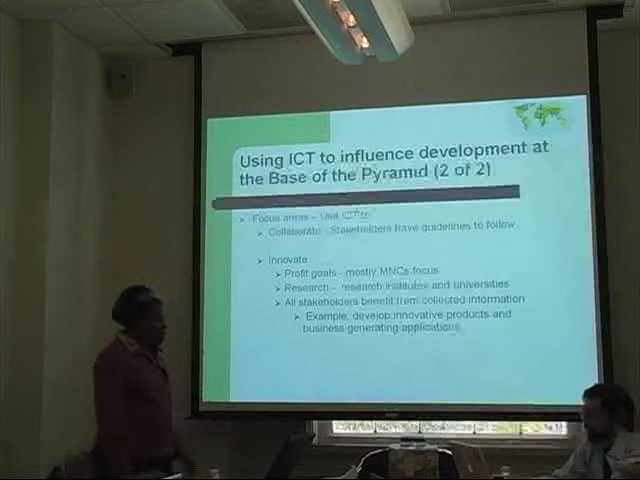 Using ICT to influence development at
the Base of the Pyramid (2 of 2)
Focus areas - Use ICT to
Collaborate - Stakeholders have guidelines to follow
Innovate
Profit goals - mostly MNCs focus
Research - research institutes and universities
All stakeholders benefit from collected information
Example, develop innovative products and
business generating applications.